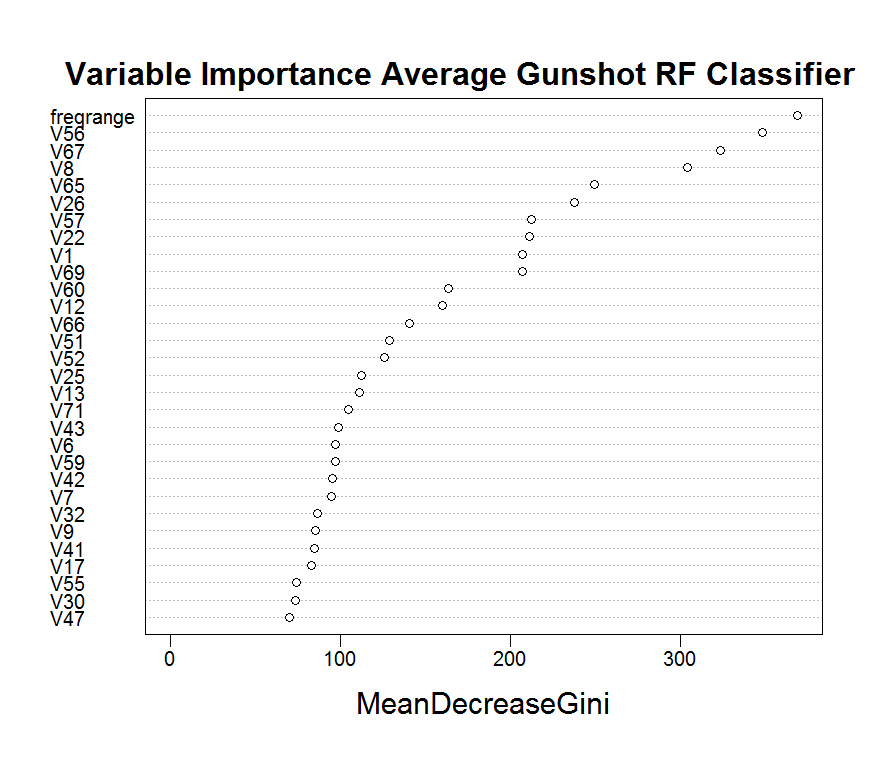 Variable Importance Average Gunshot RF Classifier
freqrange
V56
V67
V8
V65
V26
V57
V22
V1
V69
V60
V12
V66
V51
V52
V25
V13
V71
V43
V6
V59
V42
V7
V32
V9
V41
V17
V55
V30
V47
0 100 200 300
MeanDecreaseGini